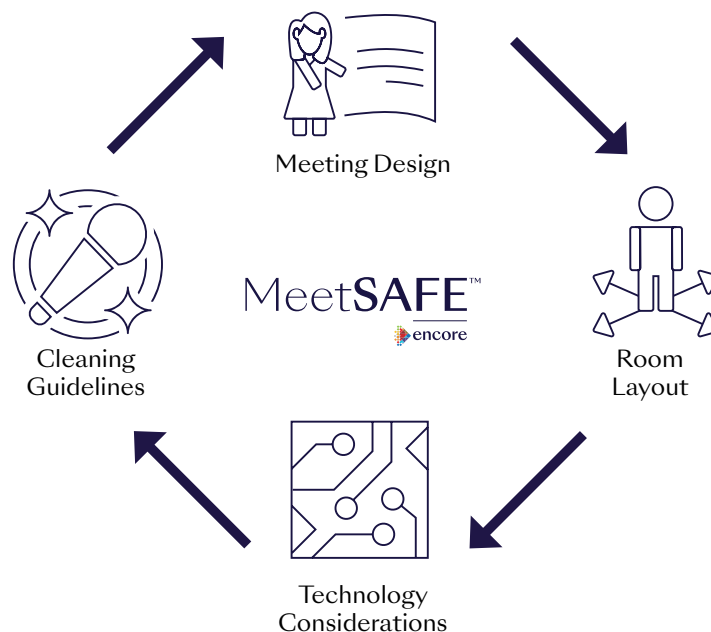 Meeting Design
Cleaning
Guidelines
MeetSAFE™
encore
Room
Layout
Technology
Considerations